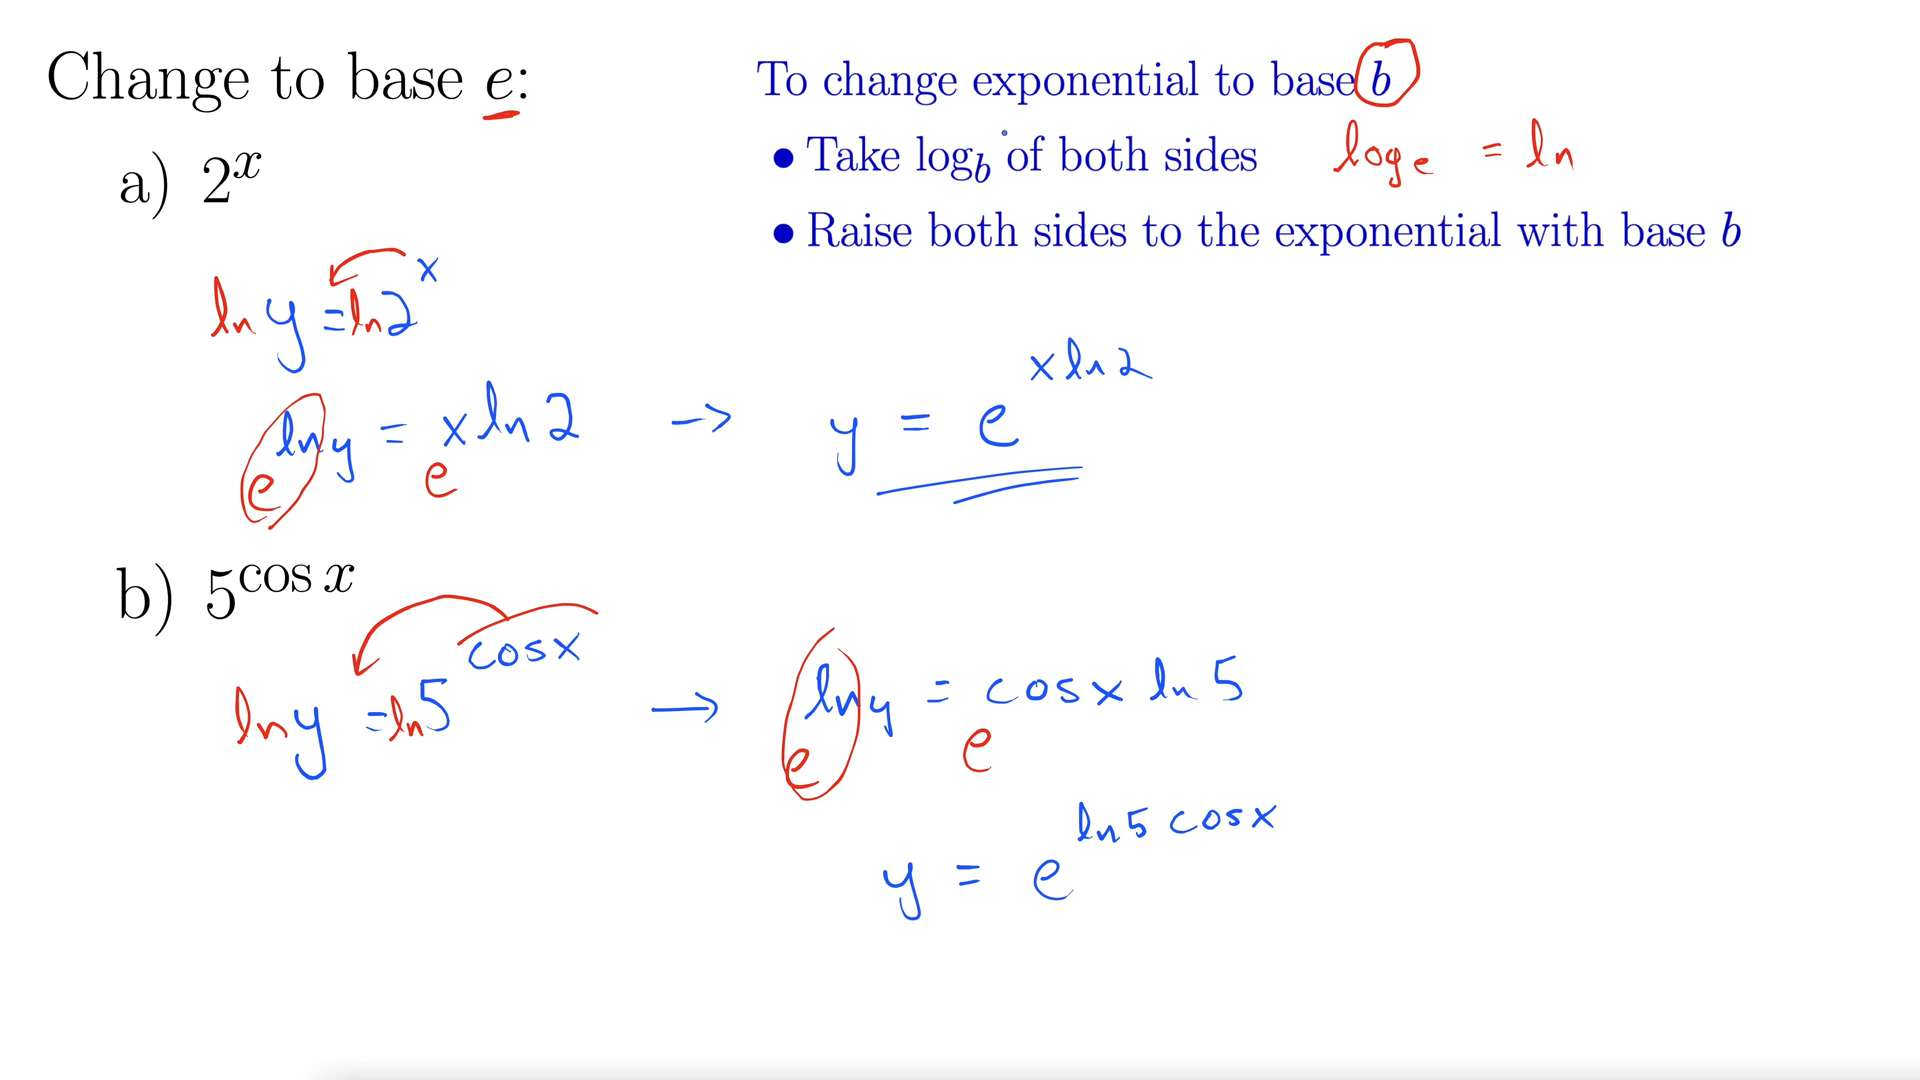 Change to base e:
To change exponential to base b
• Take log_b of both sides
log_e = ln
• Raise both sides to the exponential with base b
a) 2^x
ln y = ln 2^x
e^(ln y) = e^(x ln 2) → y = e^(x ln 2)
b) 5^(cos x)
ln y = ln 5^(cos x) → e^(ln y) = e^(cos x ln 5)
y = e^(ln 5 cos x)